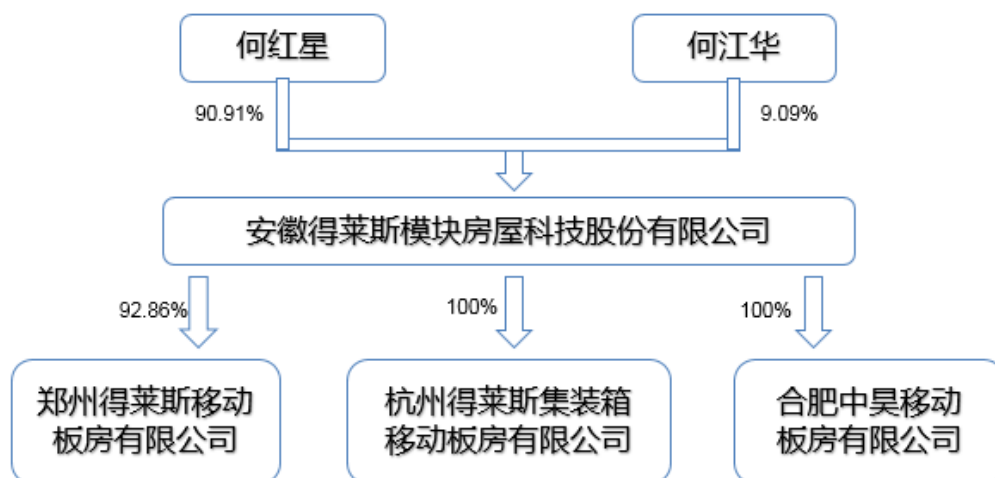 何红星
何江华
90.91%
9.09%
安徽得莱斯模块房屋科技股份有限公司
92.86%
100%
100%
郑州得莱斯移动
板房有限公司
杭州得莱斯集装箱
移动板房有限公司
合肥中昊移动
板房有限公司